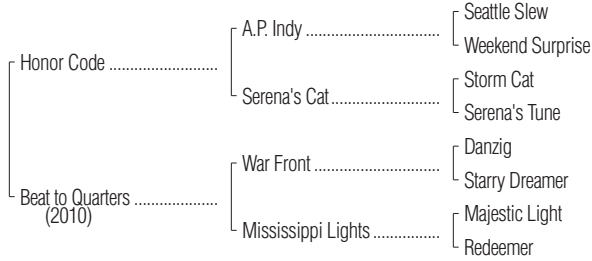 Seattle Slew
A.P. Indy ...........................
Weekend Surprise
Honor Code ...........................
Storm Cat
Serena's Cat...........................
Serena's Tune
Danzig
War Front ...........................
Starry Dreamer
Beat to Quarters ...................
(2010)
Majestic Light
Mississippi Lights................
Redeemer